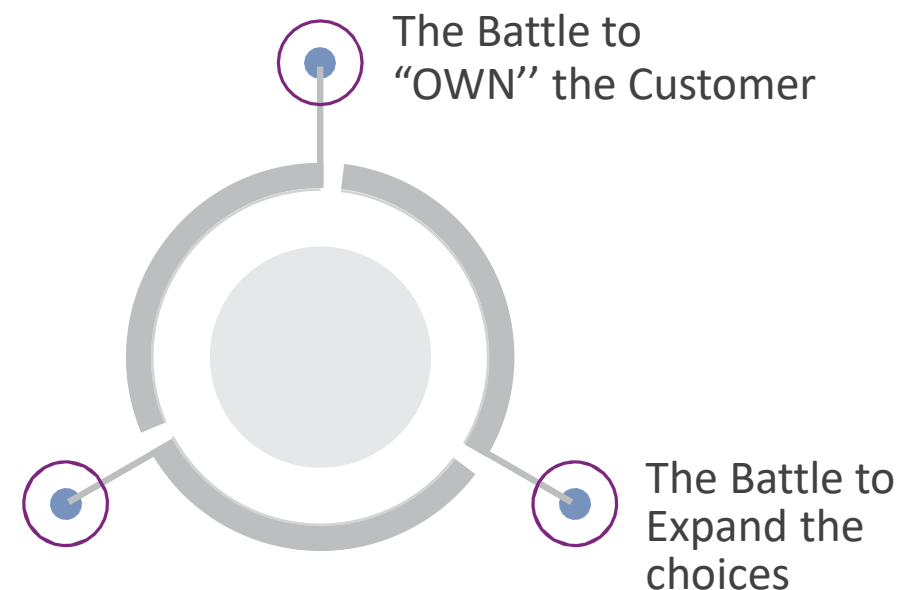 The Battle to
“OWN’’ the Customer
The Battle to
Expand the
choices